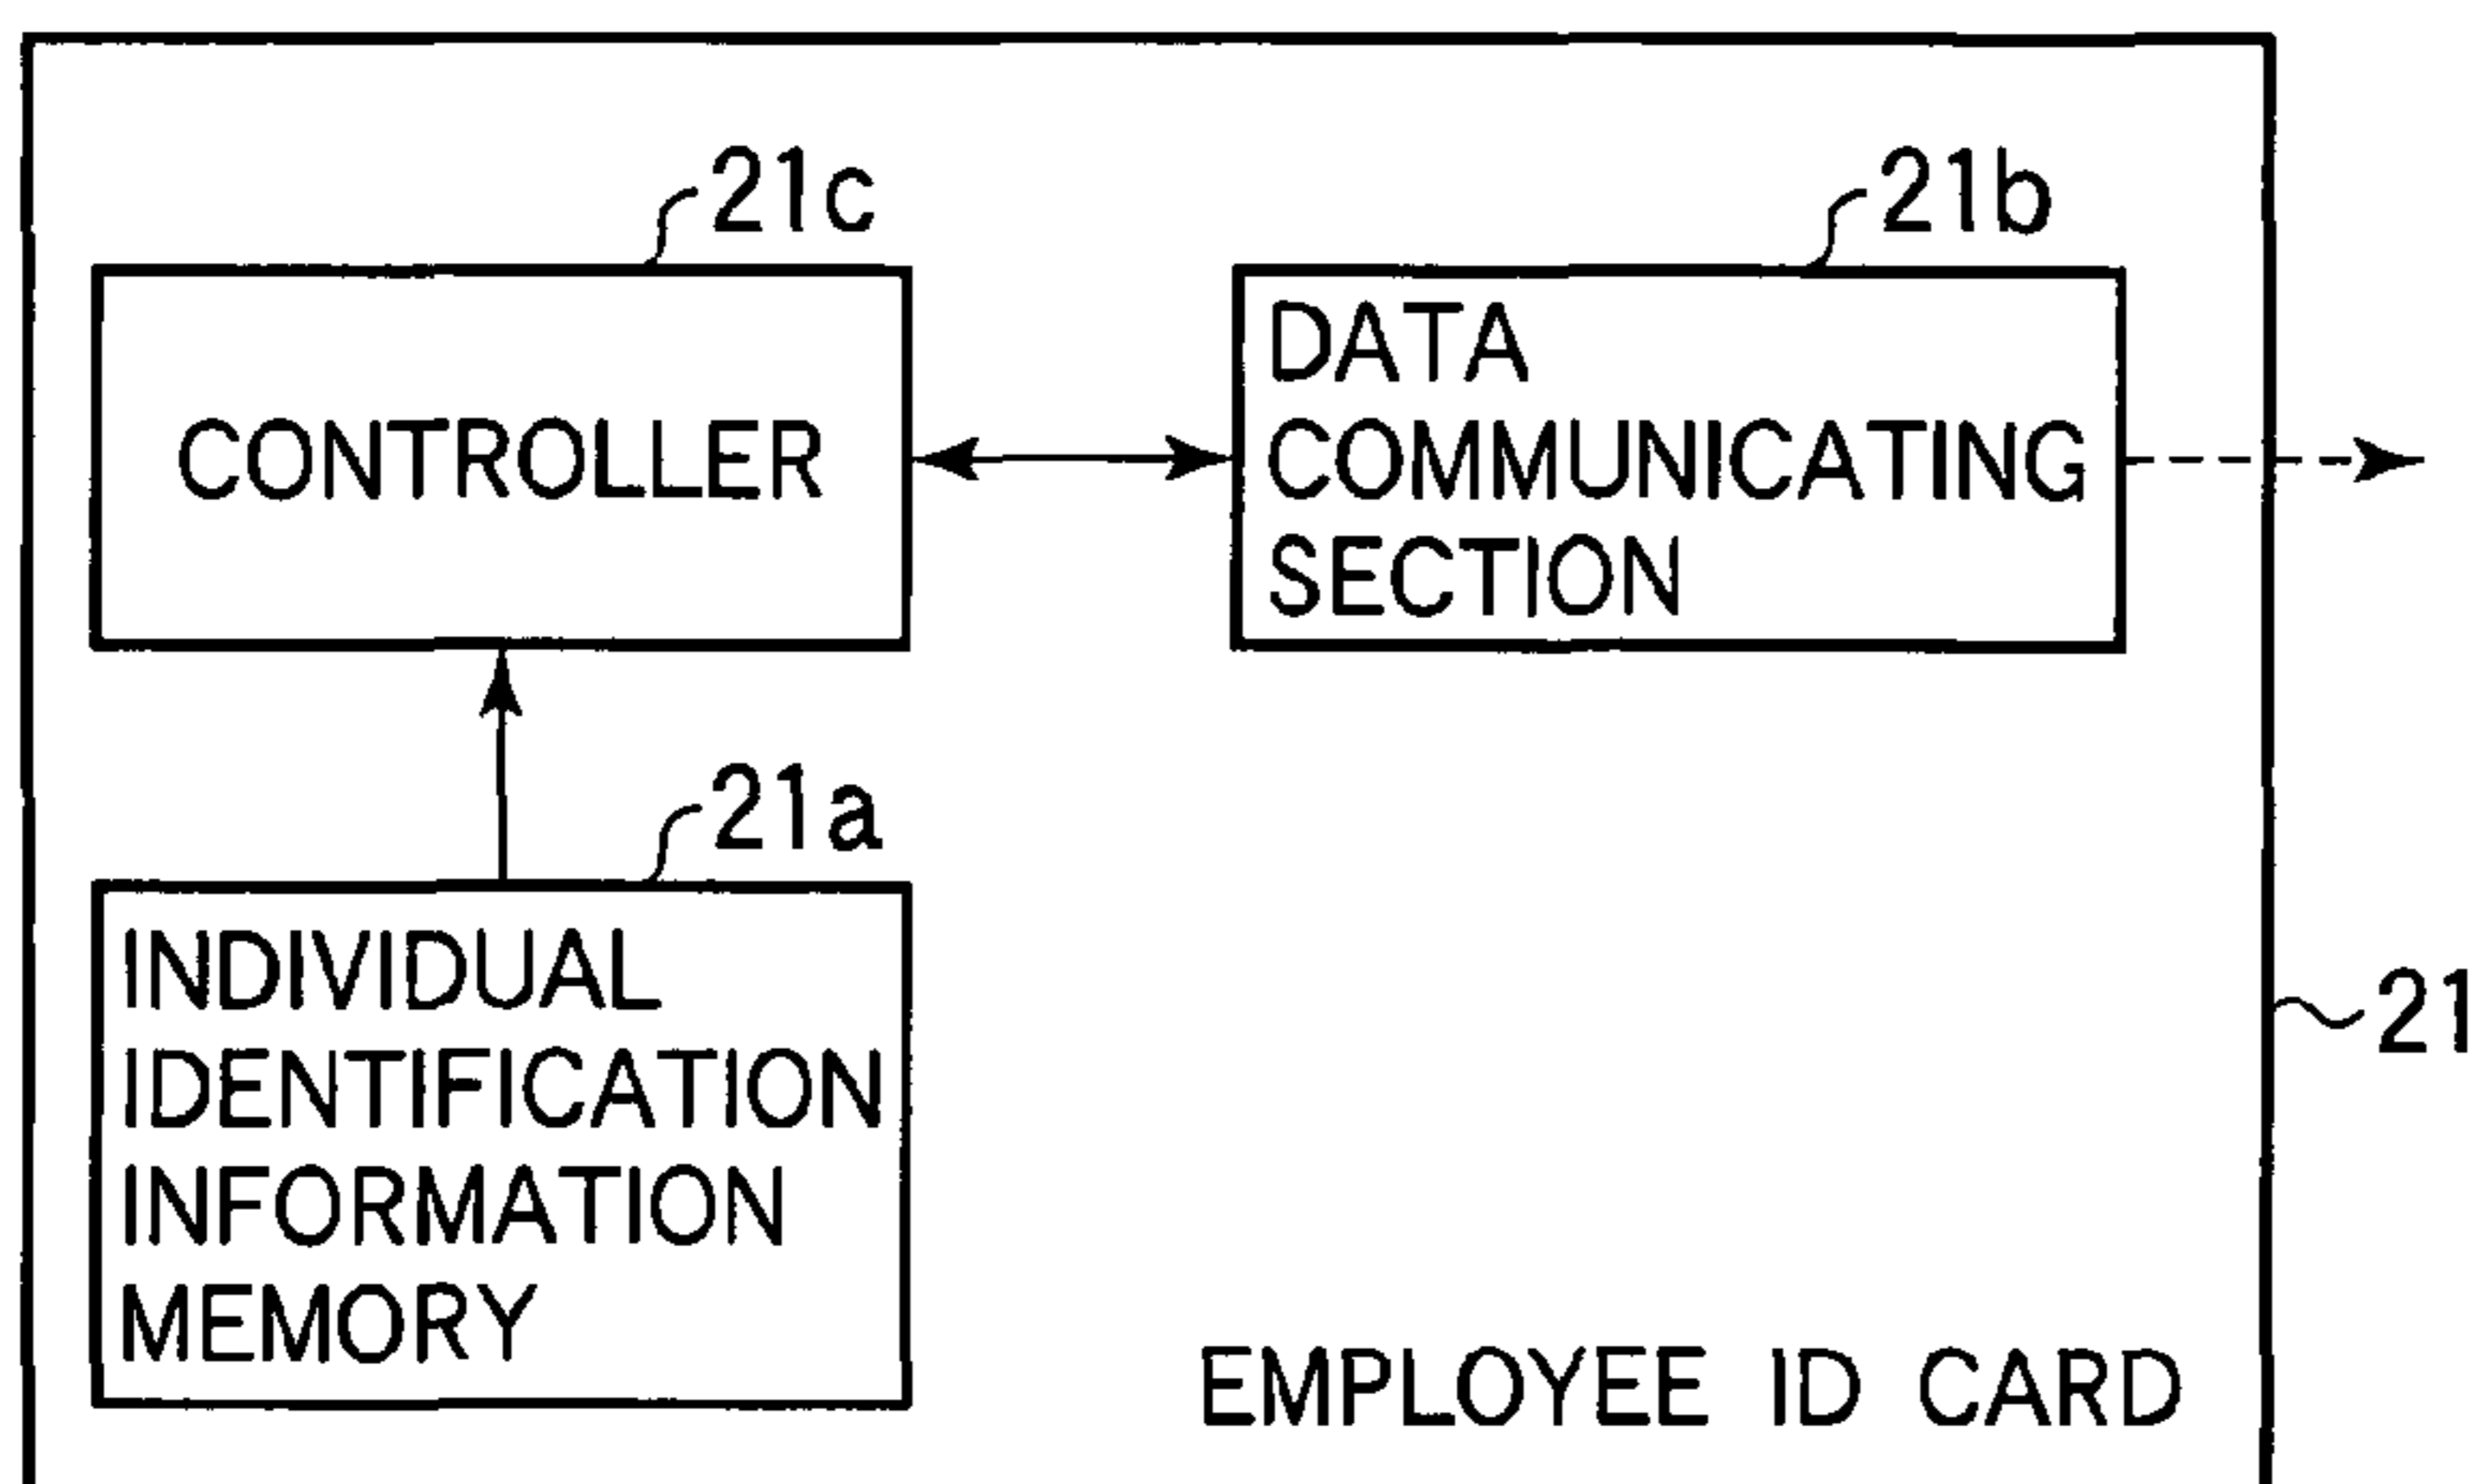 21c
21b
CONTROLLER
DATA
COMMUNICATING
SECTION
21a
INDIVIDUAL
IDENTIFICATION
INFORMATION
MEMORY
21
EMPLOYEE ID CARD